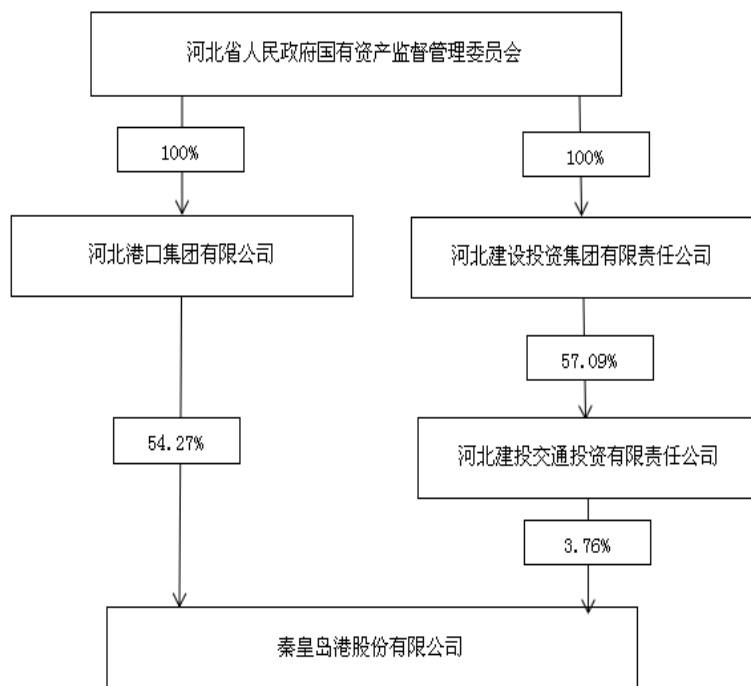 河北省人民政府国有资产监督管理委员会
100%
100%
河北港口集团有限公司
河北建设投资集团有限责任公司
57.09%
54.27%
河北建投交通投资有限责任公司
3.76%
秦皇岛港股份有限公司